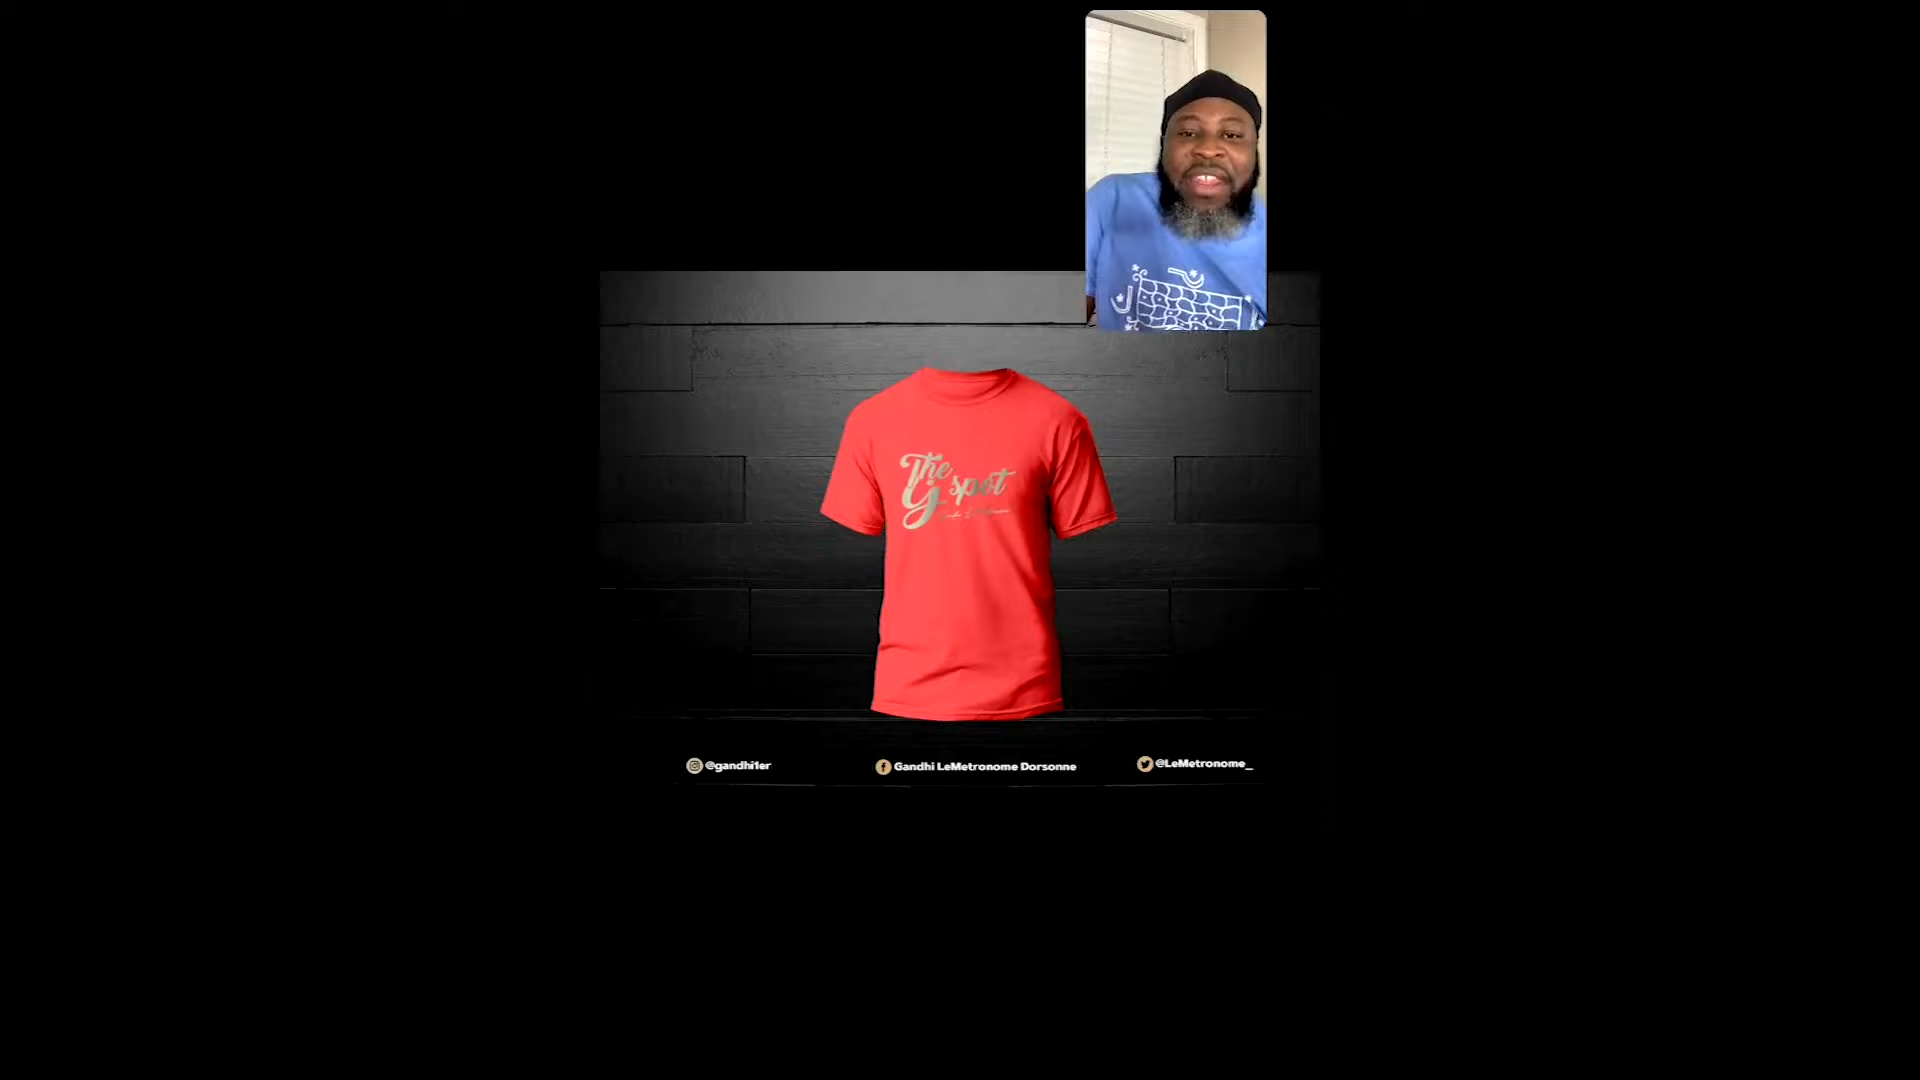 The
G spot
@gandhi1er
Gandhi LeMetronome Dorsonne
@LeMetronome_